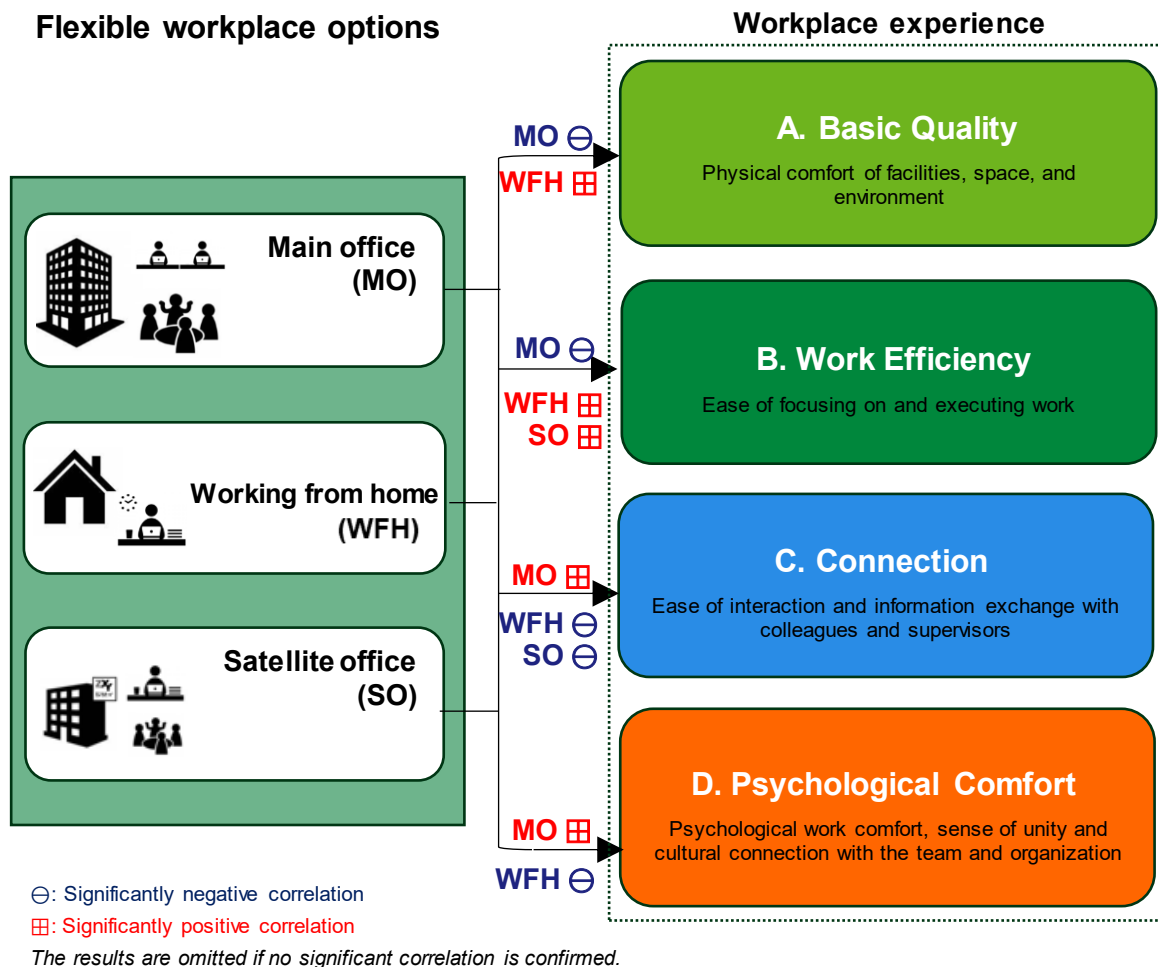 Flexible workplace options
Workplace experience
Main office
(MO)
Working from home
(WFH)
Satellite office
(SO)
MO ⊖
WFH ⊞
A. Basic Quality
Physical comfort of facilities, space, and
environment
MO ⊖
WFH ⊞
SO ⊞
B. Work Efficiency
Ease of focusing on and executing work
MO ⊞
WFH ⊖
SO ⊖
C. Connection
Ease of interaction and information exchange with
colleagues and supervisors
MO ⊞
WFH ⊖
D. Psychological Comfort
Psychological work comfort, sense of unity and
cultural connection with the team and organization
⊖: Significantly negative correlation
⊞: Significantly positive correlation
The results are omitted if no significant correlation is confirmed.